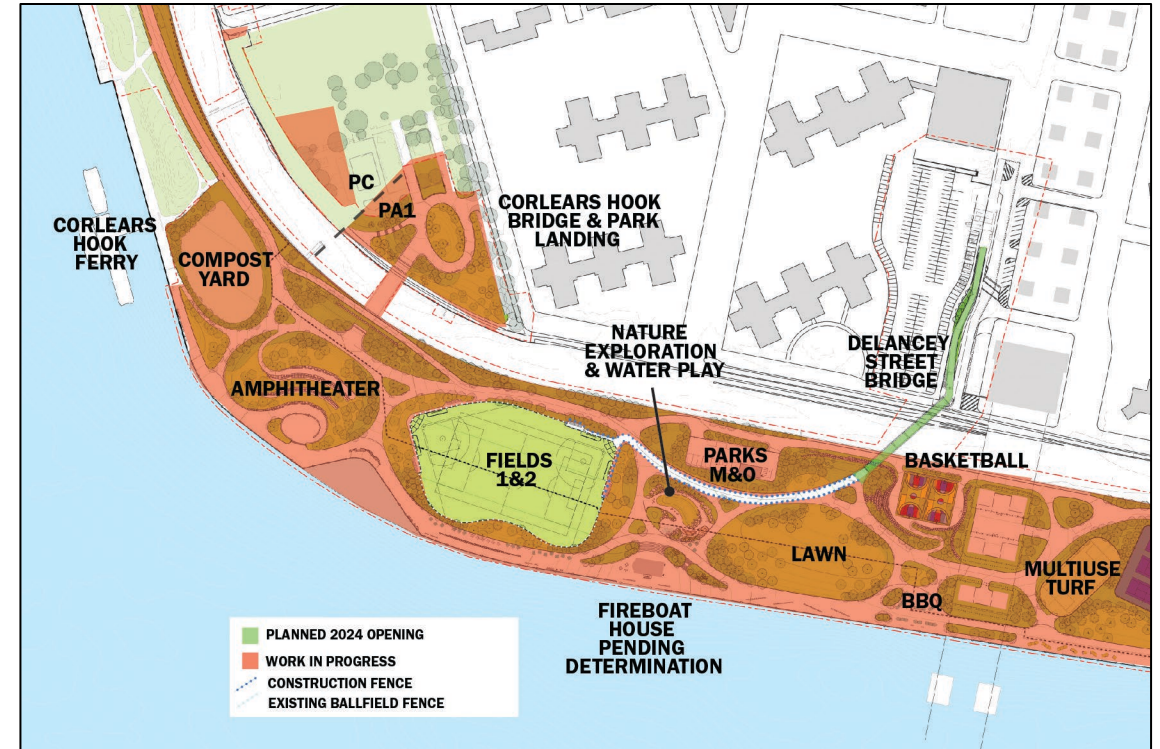 PC
PA1
CORLEARS HOOK
BRIDGE & PARK
LANDING
CORLEARS
HOOK
FERRY
COMPOST
YARD
NATURE
EXPLORATION
& WATER PLAY
DELANCEY
STREET
BRIDGE
AMPHITHEATER
FIELDS
1&2
PARKS
M&O
BASKETBALL
LAWN
MULTIUSE
TURF
BBQ
FIREBOAT
HOUSE
PENDING
DETERMINATION
PLANNED 2024 OPENING
WORK IN PROGRESS
CONSTRUCTION FENCE
EXISTING BALLFIELD FENCE